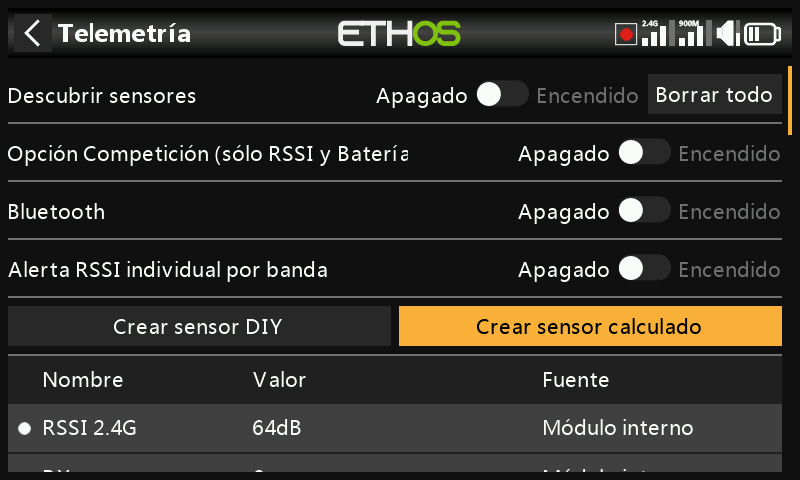 Telemetría
ETHOS
2.4G
900M
Descubrir sensores Apagado Encendido Borrar todo
Opción Competición (sólo RSSI y Batería Apagado Encendido
Bluetooth Apagado Encendido
Alerta RSSI individual por banda Apagado Encendido
Crear sensor DIY Crear sensor calculado
Nombre Valor Fuente
RSSI 2.4G 64dB Módulo interno